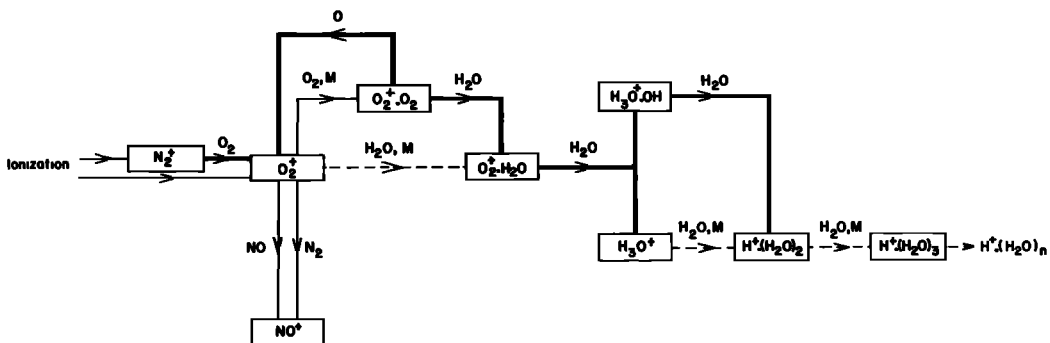 O
O₂,M
H₂O
H₂O
O₂⁺.O₂
H₃O⁺.OH
O₂
H₂O, M
H₂O
Ionization
N₂⁺
O₂⁺
O₂⁺.H₂O
NO
N₂
H₂O,M
H₂O,M
H₃O⁺
H⁺.(H₂O)₂
H⁺.(H₂O)₃
H⁺.(H₂O)ₙ
NO⁺